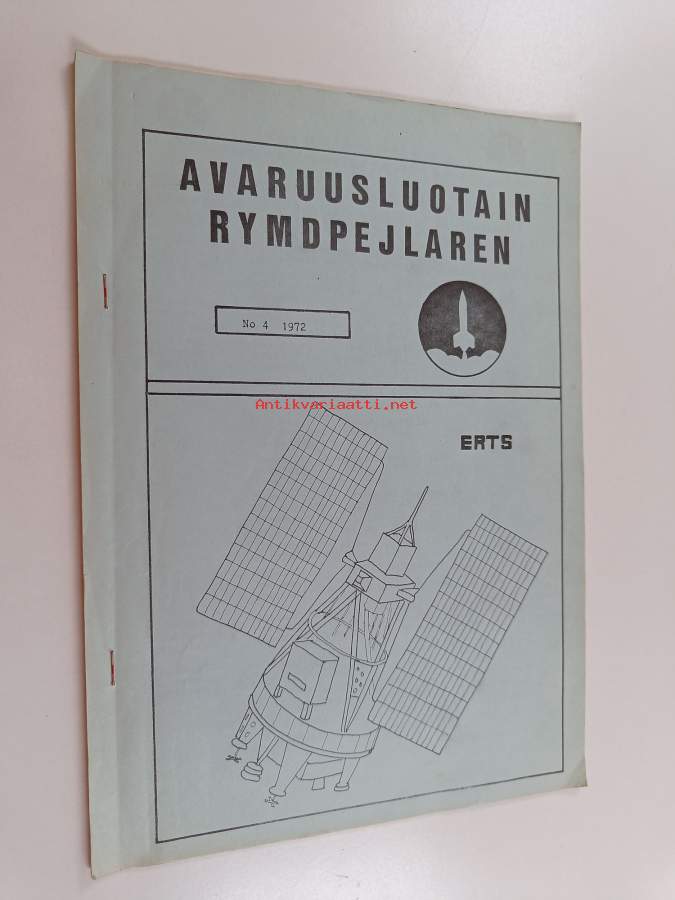 AVARUUSLUOTAIN
RYMDPEJLAREN
No 4 1972
Antikvariaatti.net
ERTS